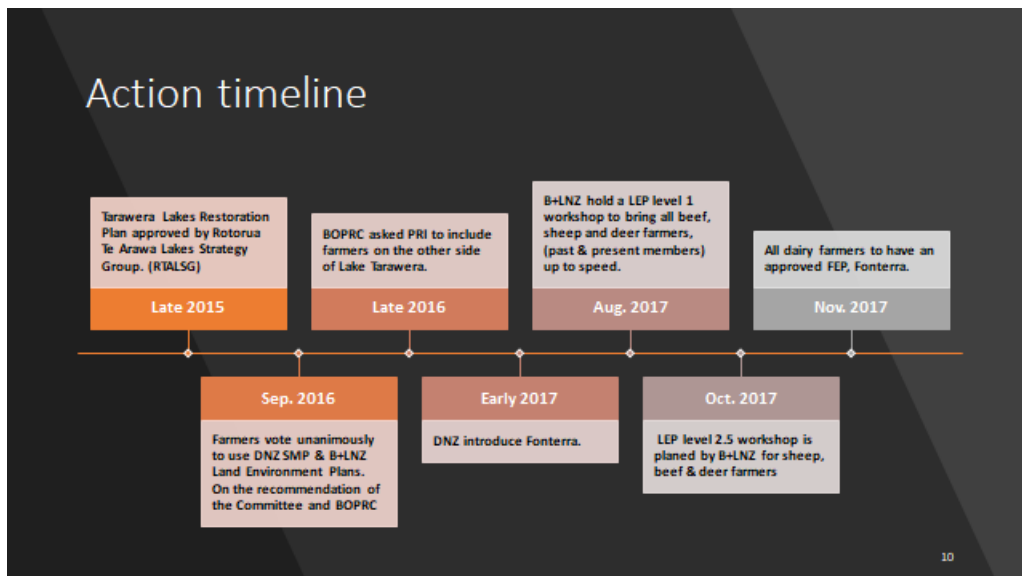 Action timeline
Tarawera Lakes Restoration
Plan approved by Rotorua
Te Arawa Lakes Strategy
Group. (RTALSG)
Late 2015
Sep. 2016
Farmers vote unanimously
to use DNZ SMP & B+LNZ
Land Environment Plans.
On the recommendation of
the Committee and BOPRC
BOPRC asked PRI to include
farmers on the other side
of Lake Tarawera.
Late 2016
Early 2017
DNZ introduce Fonterra.
B+LNZ hold a LEP level 1
workshop to bring all beef,
sheep and deer farmers,
(past & present members)
up to speed.
Aug. 2017
Oct. 2017
LEP level 2.5 workshop is
planed by B+LNZ for sheep,
beef & deer farmers
All dairy farmers to have an
approved FEP, Fonterra.
Nov. 2017
10